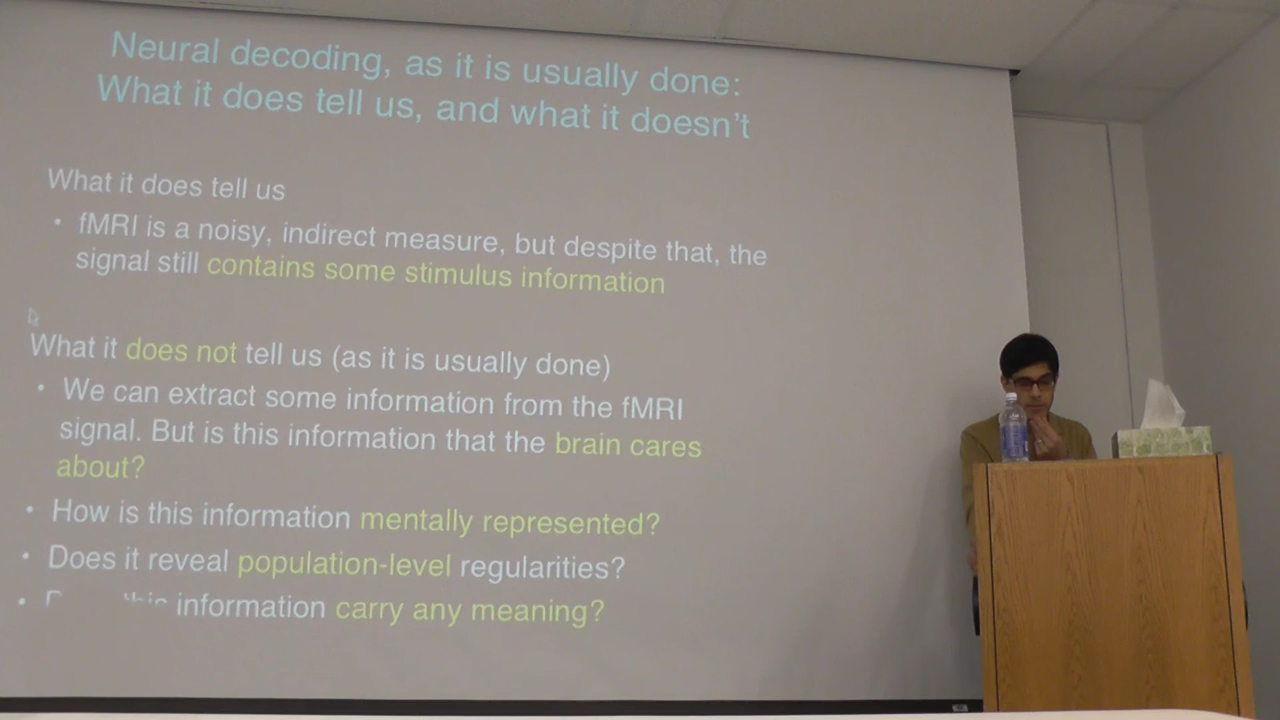 Neural decoding, as it is usually done:
What it does tell us, and what it doesn't
What it does tell us
• fMRI is a noisy, indirect measure, but despite that, the
signal still contains some stimulus information
What it does not tell us (as it is usually done)
• We can extract some information from the fMRI
signal. But is this information that the brain cares
about?
• How is this information mentally represented?
• Does it reveal population-level regularities?
• this information carry any meaning?